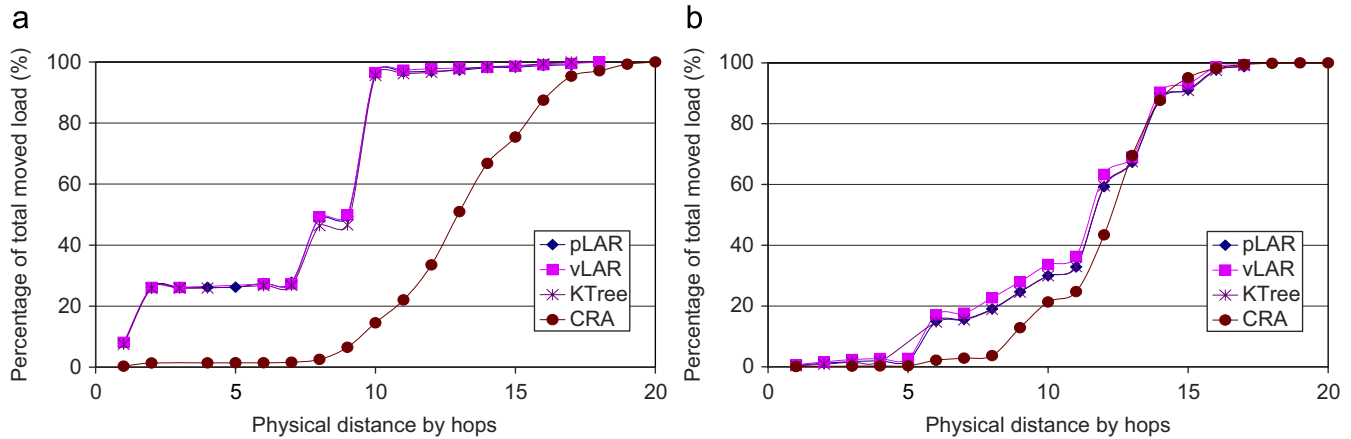 a
Percentage of total moved load (%)
100
80
60
40
20
0
0 5 10 15 20
Physical distance by hops
pLAR
vLAR
KTree
CRA
b
Percentage of total moved load (%)
100
80
60
40
20
0
0 5 10 15 20
Physical distance by hops
pLAR
vLAR
KTree
CRA